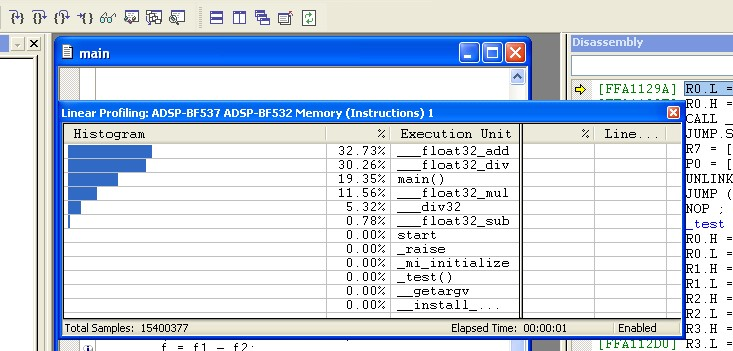 main
Disassembly
Linear Profiling: ADSP-BF537 ADSP-BF532 Memory (Instructions) 1
Histogram % Execution Unit % Line...
32.73% ___float32_add
30.26% ___float32_div
19.35% main()
11.56% ___float32_mul
5.32% ___div32
0.78% ___float32_sub
0.00% start
0.00% _raise
0.00% _mi_initialize
0.00% _test()
0.00% __getargv
0.00% __install_...
Total Samples: 15400377 Elapsed Time: 00:00:01 Enabled
f = f1 - f2;
[FFA1129A] R0.L =
R0.H =
CALL _
JUMP.S
R7 = [
P0 = [
UNLINK
JUMP (
NOP ;
_test
R0.H =
R0.L =
R1.H =
R1.L =
R2.H =
R2.L =
R3.H =
[FFA112D0] R3.L =